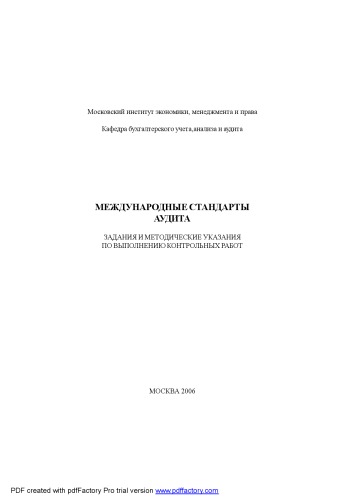 Московский институт экономики, менеджмента и права
Кафедра бухгалтерского учета,анализа и аудита
МЕЖДУНАРОДНЫЕ СТАНДАРТЫ
АУДИТА
ЗАДАНИЯ И МЕТОДИЧЕСКИЕ УКАЗАНИЯ
ПО ВЫПОЛНЕНИЮ КОНТРОЛЬНЫХ РАБОТ
МОСКВА 2006
PDF created with pdfFactory Pro trial version www.pdffactory.com